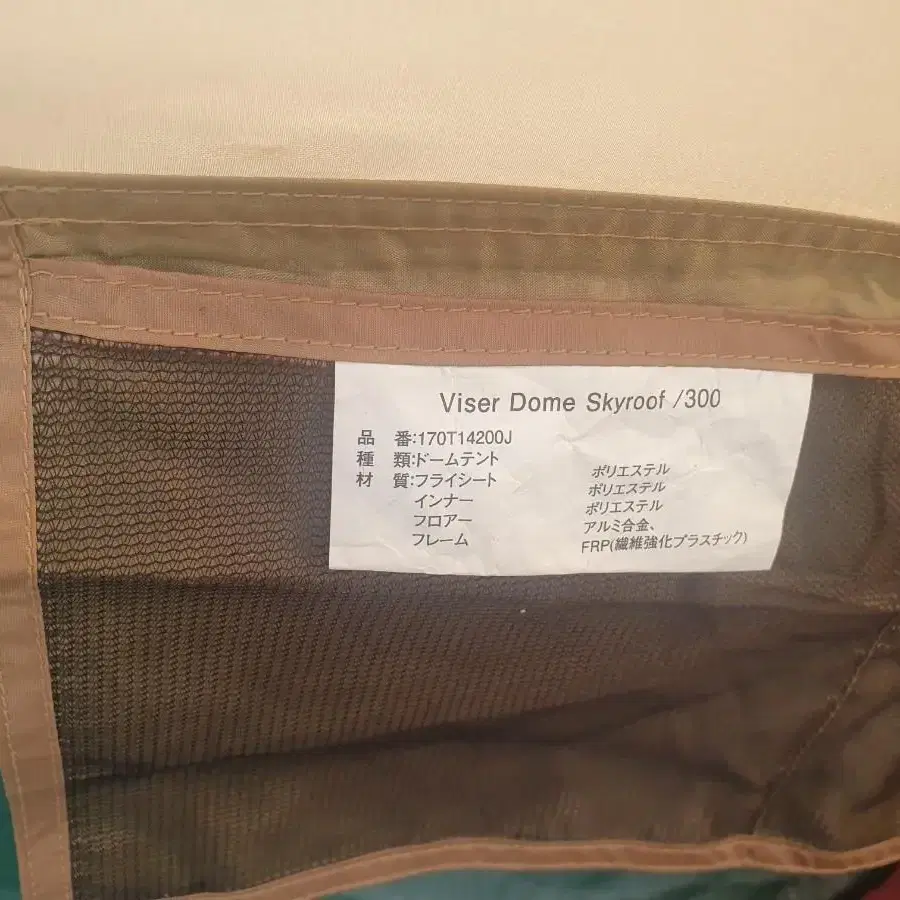 Viser Dome Skyroof /300
品 番:170T14200J
種 類:ドームテント
材 質:フライシート ポリエステル
インナー ポリエステル
フロアー ポリエステル
フレーム アルミ合金、
FRP(繊維強化プラスチック)